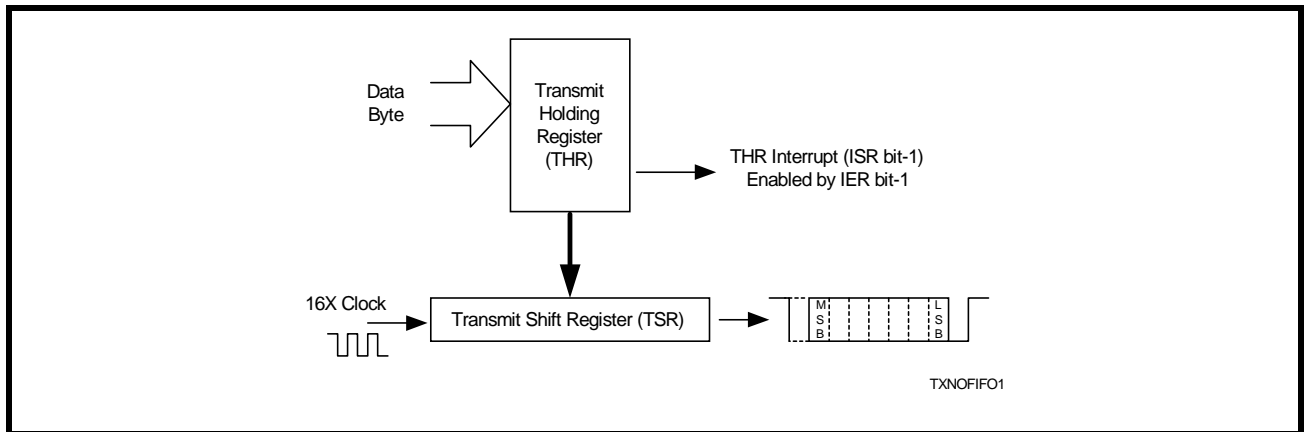 Data
Byte
Transmit
Holding
Register
(THR)
THR Interrupt (ISR bit-1)
Enabled by IER bit-1
16X Clock
Transmit Shift Register (TSR)
M
S
B
L
S
B
TXNOFIFO1